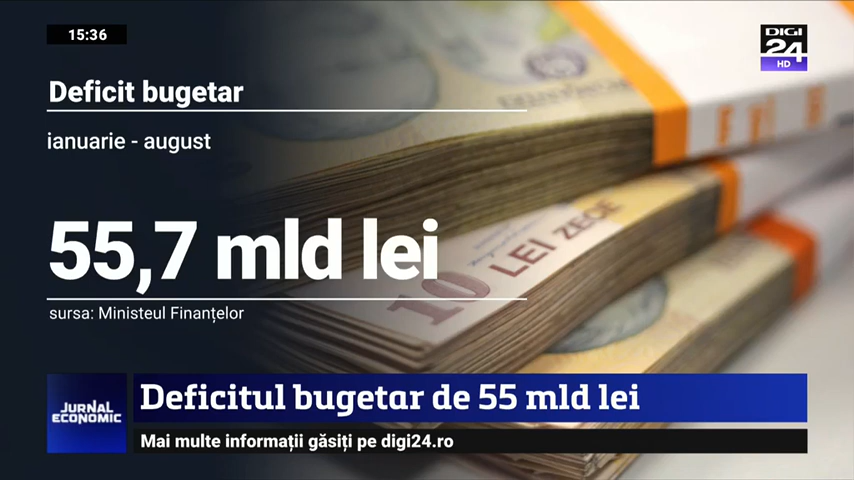 15:36
DIGI
24
HD
Deficit bugetar
ianuarie - august
55,7 mld lei
sursa: Ministeul Finanțelor
10 LEI ZECE
Deficitul bugetar de 55 mld lei
JURNAL
ECONOMIC
Mai multe informații găsiți pe digi24.ro